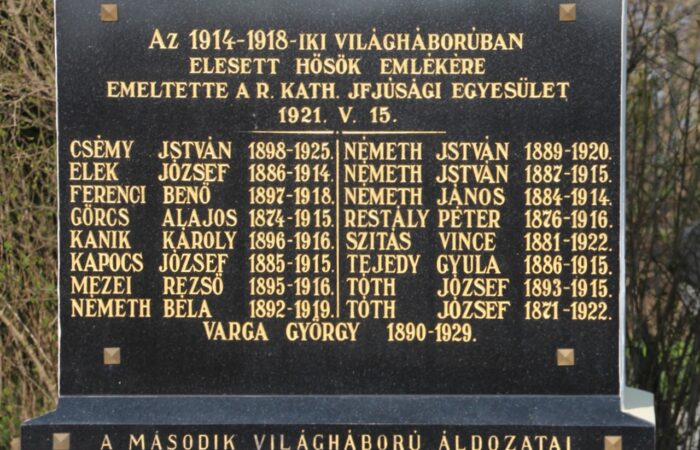 Az 1914-1918-IKI VILÁGHÁBORÚBAN
ELESETT HŐSÖK EMLÉKÉRE
EMELTETTE A R. KATH. JFJÚSÁGI EGYESÜLET
1921. V. 15.
CSÉMY JSTVÁN 1898-1925. NÉMETH JSTVÁN 1889-1920.
ELEK JÓZSEF 1886-1914. NÉMETH JSTVÁN 1887-1915.
FERENCI BENŐ 1897-1918. NÉMETH JÁNOS 1884-1914.
GÖRCS ALAJOS 1874-1915. RESTÁLY PÉTER 1876-1916.
KANIK KÁROLY 1896-1916. SZITÁS VINCE 1881-1922.
KAPOCS JÓZSEF 1885-1915. TEJEDY GYULA 1886-1915.
MEZEI REZSŐ 1895-1916. TÓTH JÓZSEF 1893-1915.
NÉMETH BÉLA 1892-1919. TÓTH JÓZSEF 1871-1922.
VARGA GYÖRGY 1890-1929.
A MÁSODIK VILÁGHÁBORÚ ÁLDOZATAI